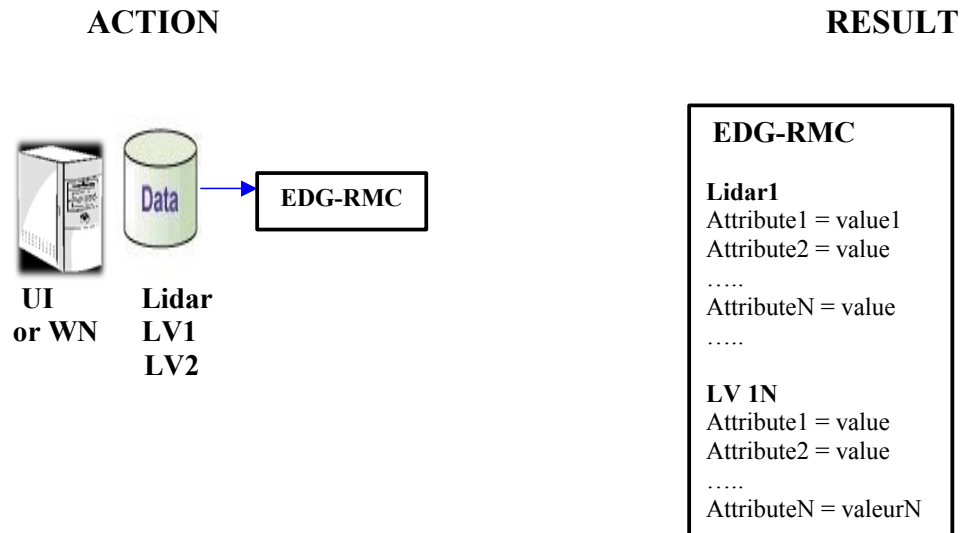 ACTION
RESULT
Data
EDG-RMC
UI
or WN
Lidar
LV1
LV2
EDG-RMC
Lidar1
Attribute1 = value1
Attribute2 = value
…..
AttributeN = value
…..
LV 1N
Attribute1 = value
Attribute2 = value
…..
AttributeN = valeurN